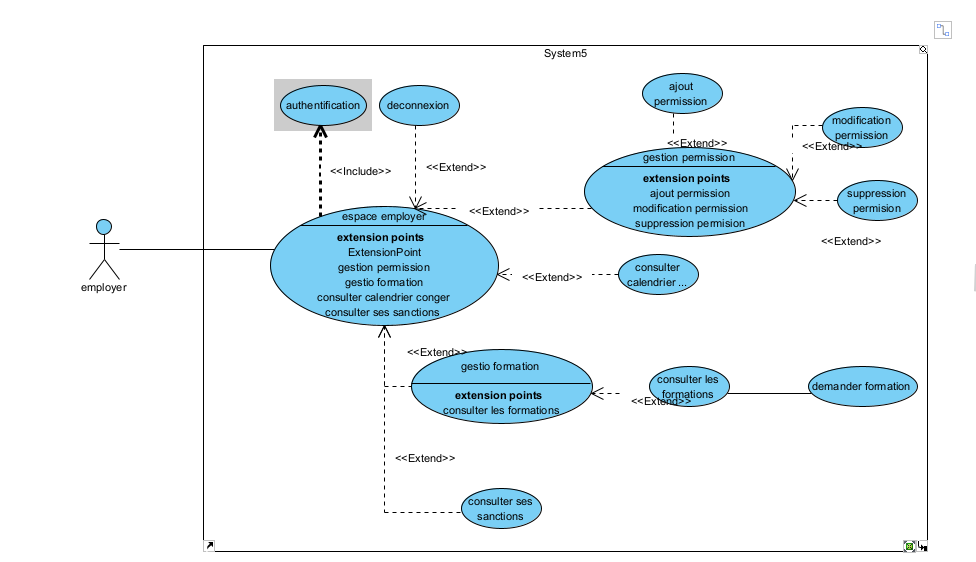 System5
authentification
deconnexion
ajout
permission
modification
permission
<<Include>>
<<Extend>>
<<Extend>>
<<Extend>>
gestion permission
extension points
ajout permission
modification permission
suppression permision
suppression
permision
<<Extend>>
<<Extend>>
employer
espace employer
extension points
ExtensionPoint
gestion permission
gestio formation
consulter calendrier conger
consulter ses sanctions
<<Extend>>
consulter
calendrier ...
<<Extend>>
gestio formation
extension points
consulter les formations
<<Extend>>
consulter les
formations
demander formation
<<Extend>>
consulter ses
sanctions